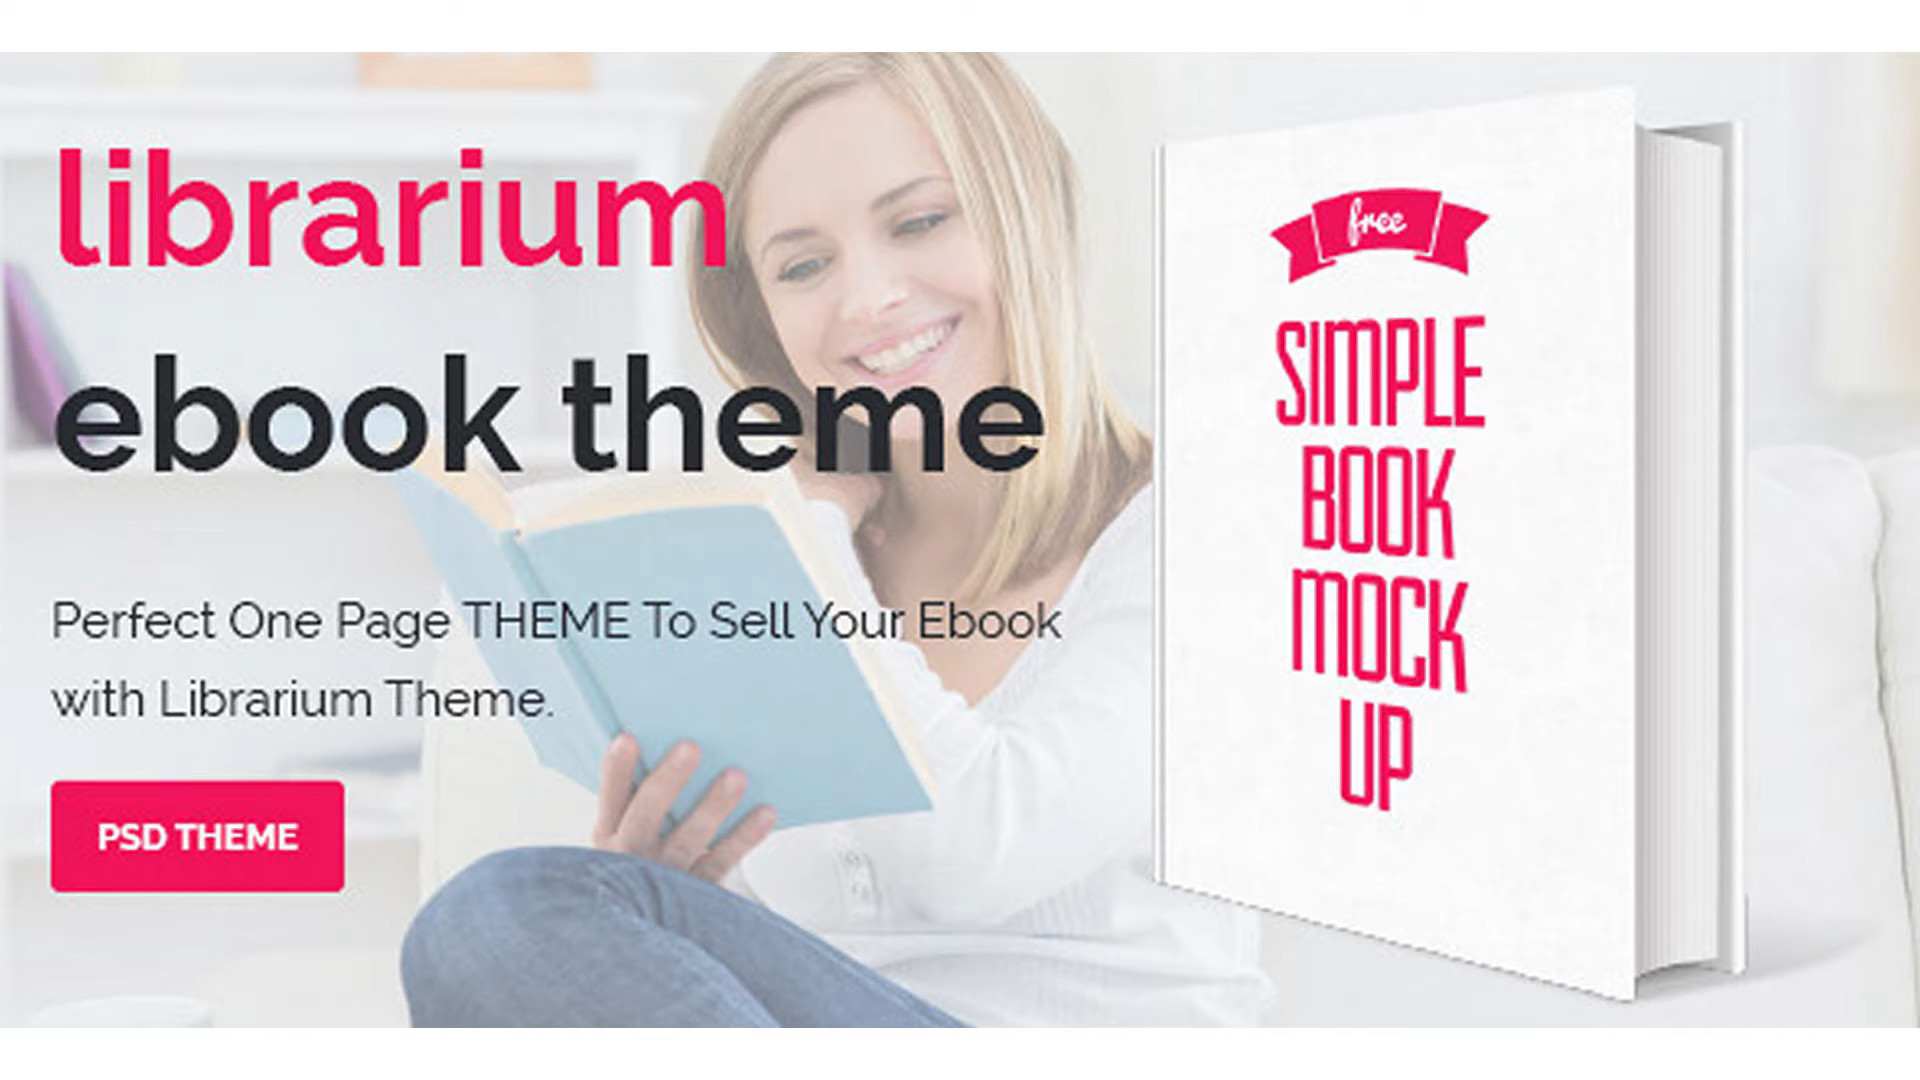 librarium
ebook theme
Perfect One Page THEME To Sell Your Ebook
with Librarium Theme.
PSD THEME
free
SIMPLE
BOOK
MOCK
UP